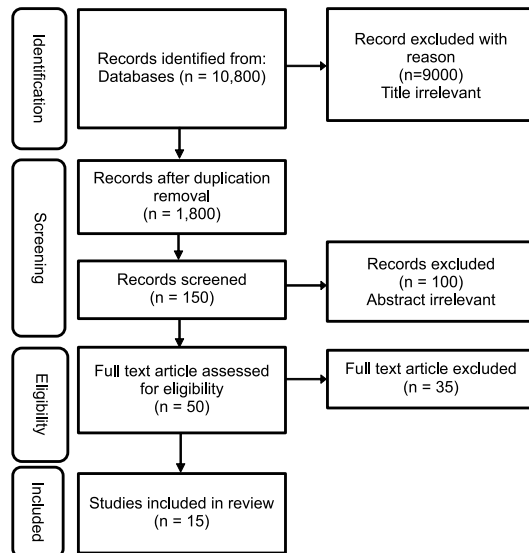 Identification
Records identified from:
Databases (n = 10,800)
Record excluded with
reason
(n=9000)
Title irrelevant
Screening
Records after duplication
removal
(n = 1,800)
Records screened
(n = 150)
Records excluded
(n = 100)
Abstract irrelevant
Eligibility
Full text article assessed
for eligibility
(n = 50)
Full text article excluded
(n = 35)
Included
Studies included in review
(n = 15)